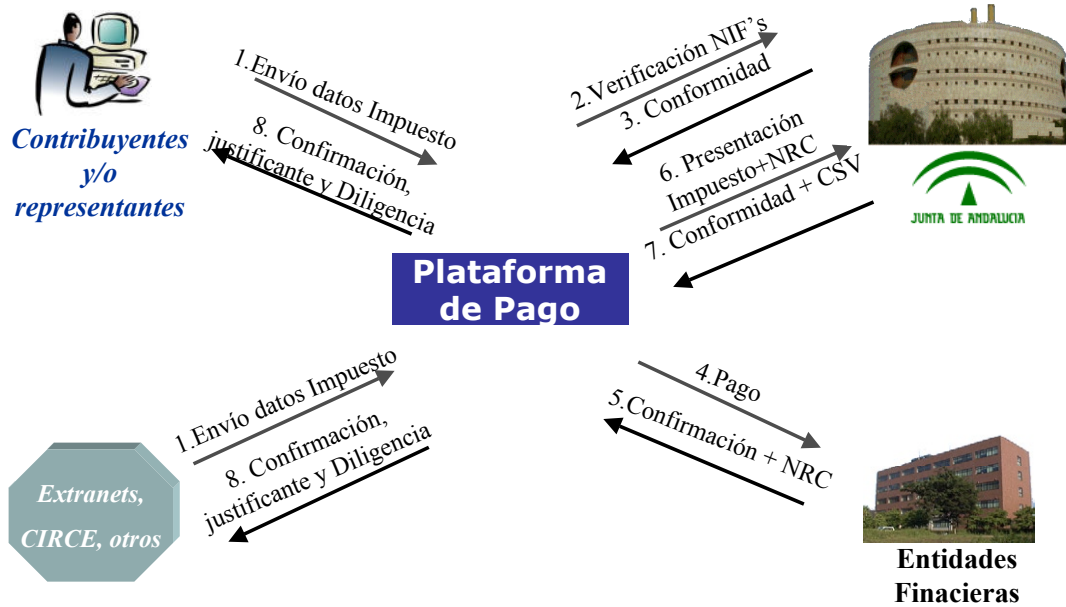 1.Envío datos Impuesto
8. Confirmación,
justificante y Diligencia
Contribuyentes
y/o
representantes
2.Verificación NIF’s
3. Conformidad
6. Presentación
Impuesto+NRC
7. Conformidad + CSV
JUNTA DE ANDALUCIA
Plataforma
de Pago
1.Envío datos Impuesto
8. Confirmación,
justificante y Diligencia
Extranets,
CIRCE, otros
4.Pago
5.Confirmación + NRC
Entidades
Finacieras